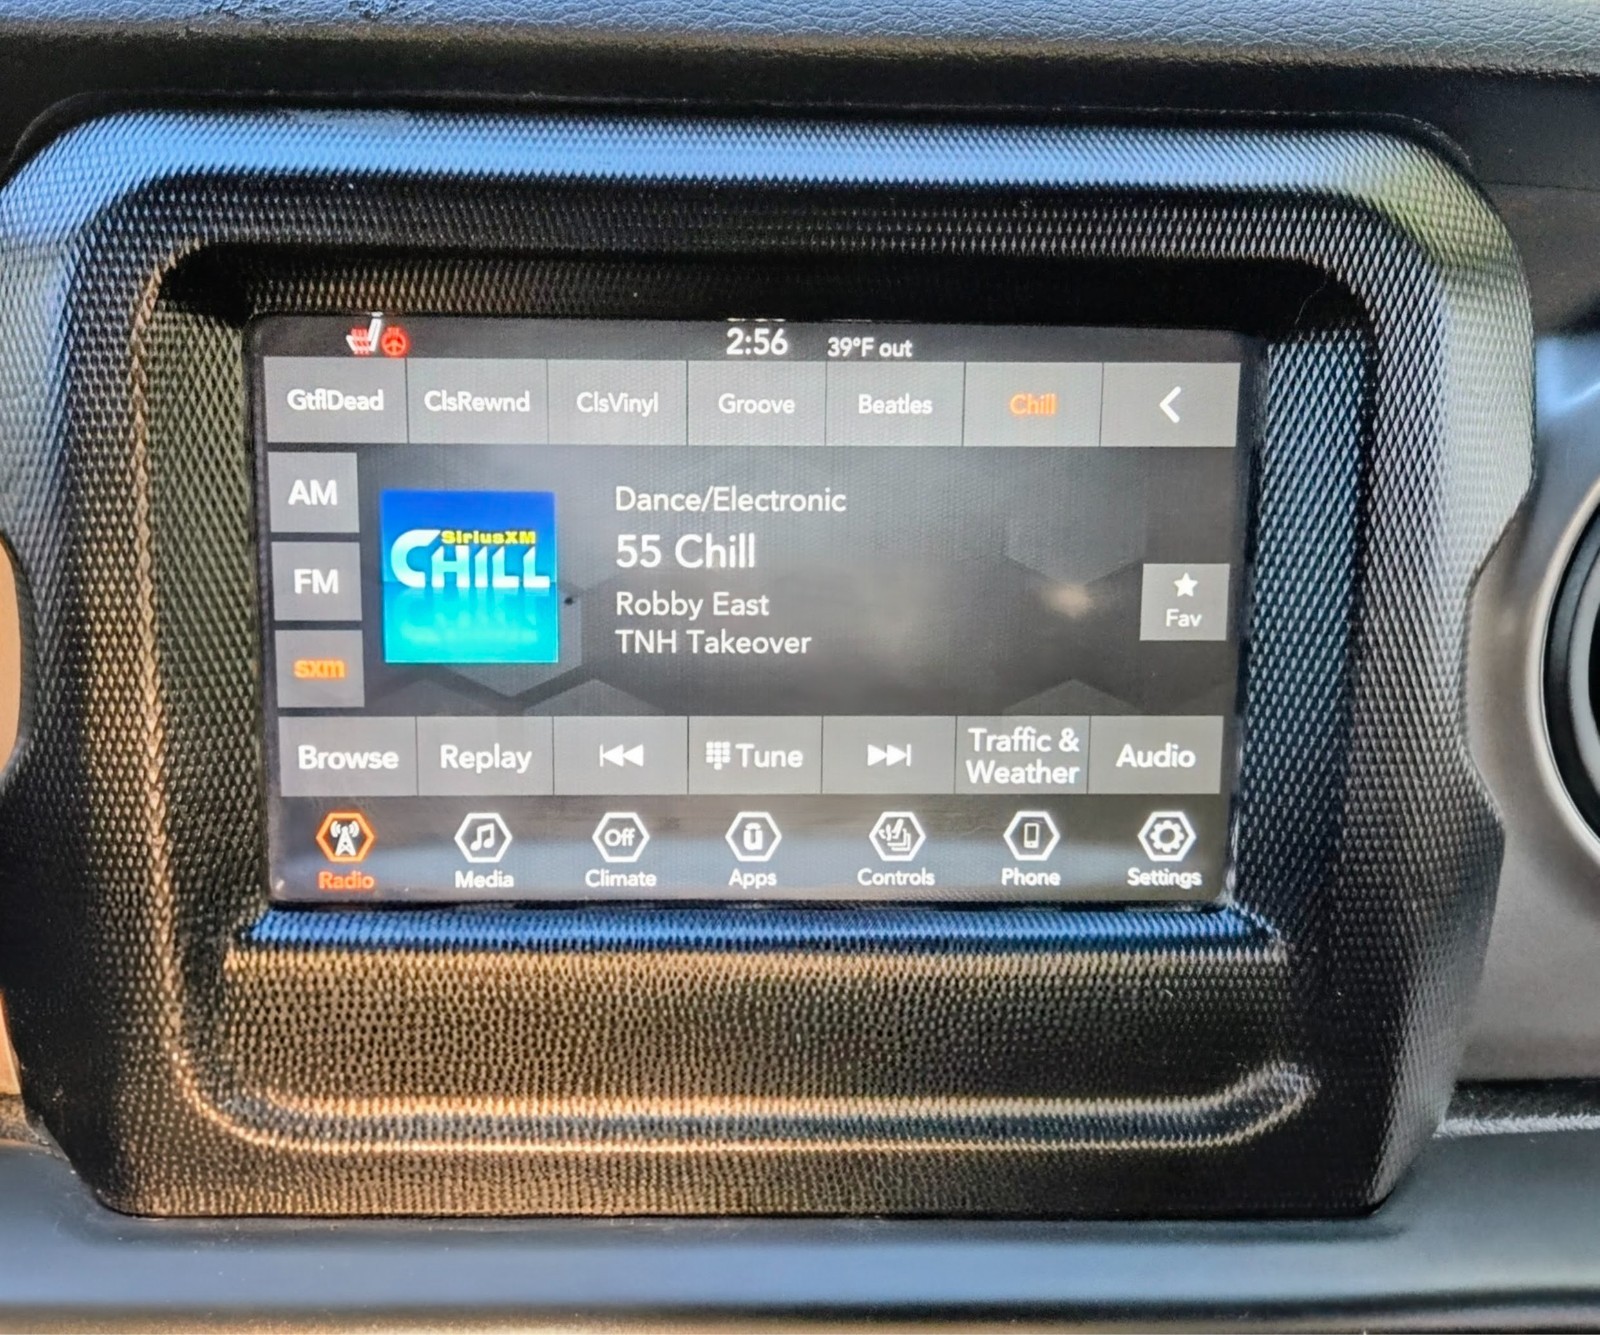 2:56 39°F out
GtflDead ClsRewnd ClsVinyl Groove Beatles Chill
AM
FM
sxm
SiriusXM
CHILL
Dance/Electronic
55 Chill
Robby East
TNH Takeover
Fav
Browse Replay Tune Traffic & Weather Audio
Off
Radio Media Climate Apps Controls Phone Settings